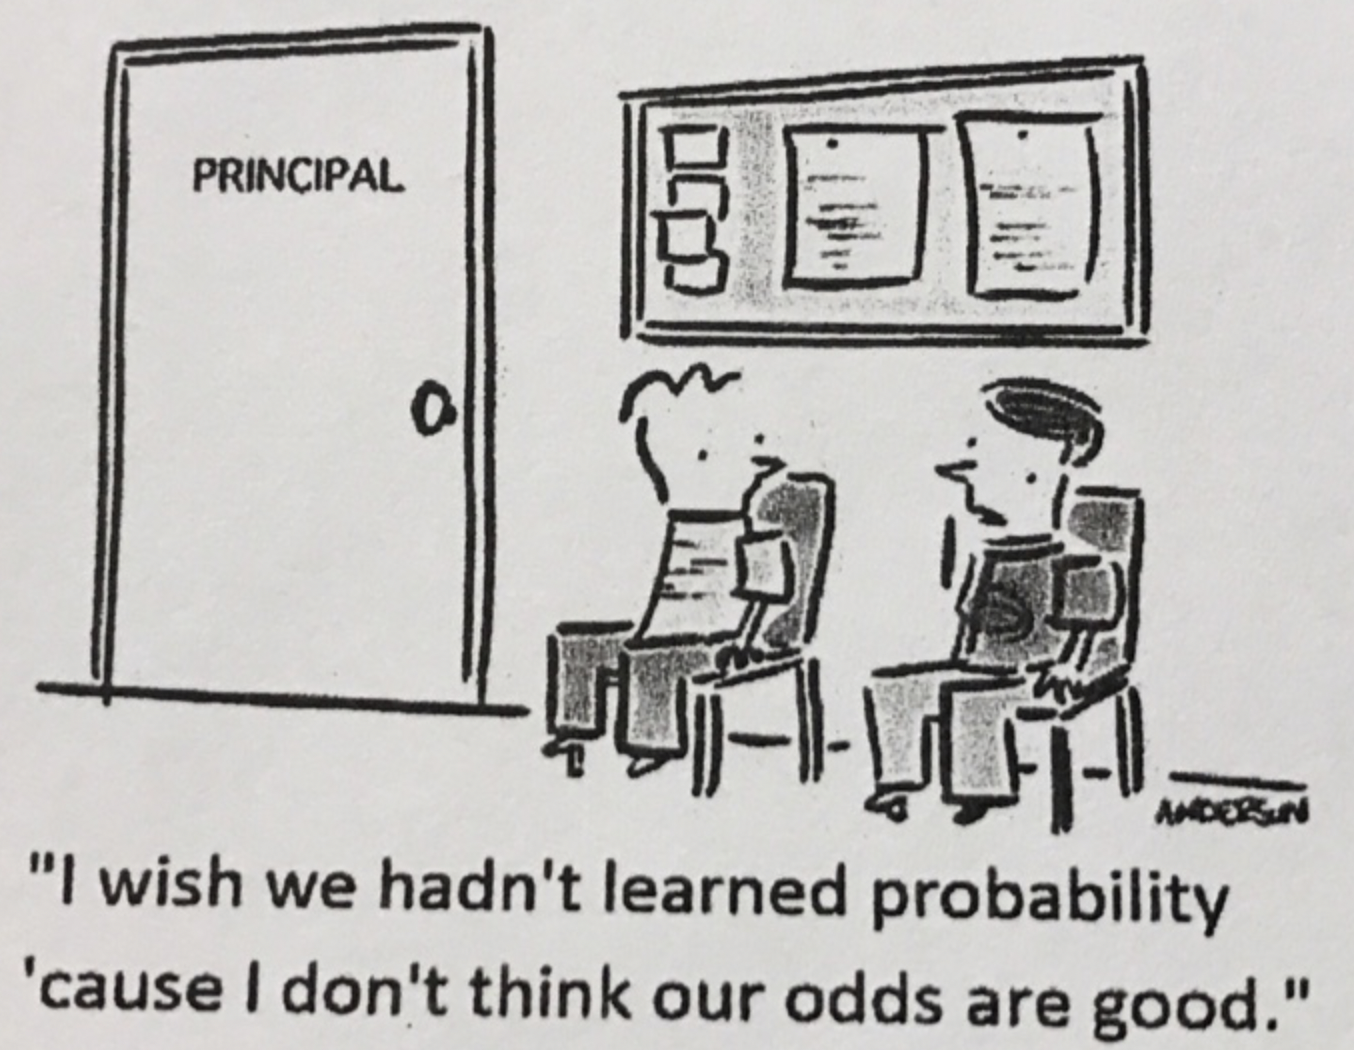 PRINCIPAL
ANDERSON
"I wish we hadn't learned probability
'cause I don't think our odds are good."